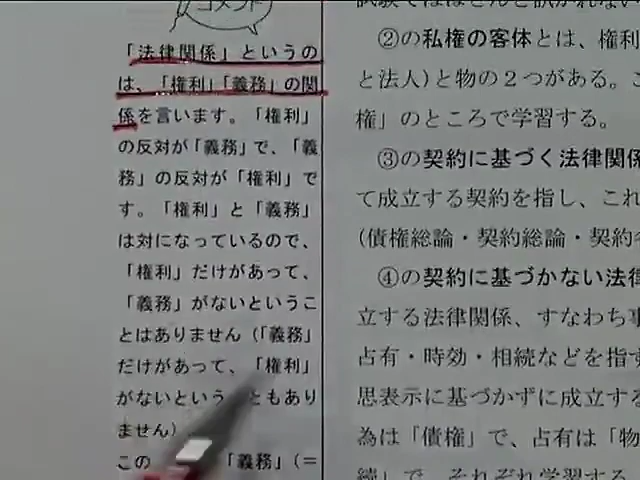 コメント
「法律関係」というの
は、「権利」「義務」の関
係を言います。「権利」
の反対が「義務」で、「義
務」の反対が「権利」で
す。「権利」と「義務」
は対になっているので、
「権利」だけがあって、
「義務」がないというこ
とはありません（「義務」
だけがあって、「権利」
がないという ともあり
ません）
この 「義務」（＝
②の私権の客体とは、権利
と法人)と物の２つがある。こ
権」のところで学習する。
③の契約に基づく法律関係
て成立する契約を指し、これ
(債権総論・契約総論・契約
④の契約に基づかない法律
立する法律関係、すなわち事
占有・時効・相続などを指す
思表示に基づかずに成立する
為は「債権」で、占有は「物
続」で、それぞれ学習する。